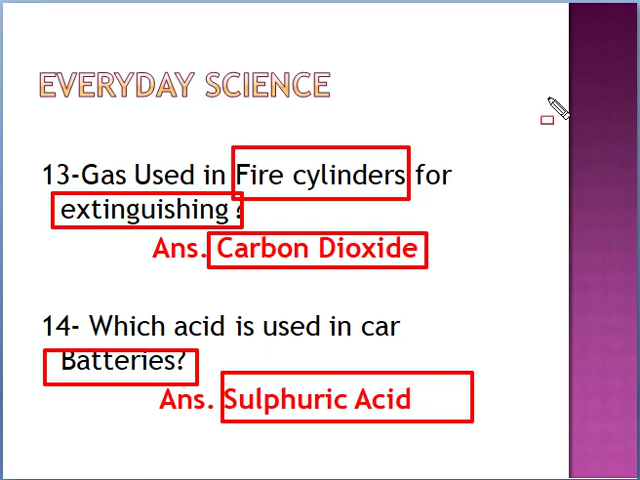 EVERYDAY SCIENCE
13-Gas Used in Fire cylinders for
extinguishing ?
Ans. Carbon Dioxide
14- Which acid is used in car
Batteries?
Ans. Sulphuric Acid